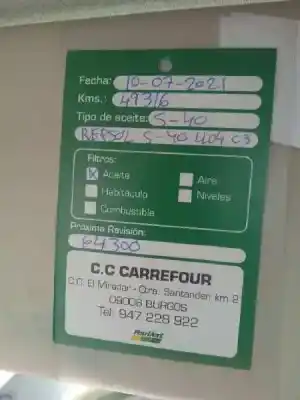 Fecha: 10-07-2021
Kms.: 49316
Tipo de aceite: 5-40
REPSOL 5-40 404 C3
Filtros:
X Aceite
Aire
Habitáculo
Niveles
Combustible
Próxima Revisión:
64300
C.C CARREFOUR
C.C. El Mirador - Ctra. Santander km 2
09006 BURGOS
Tel: 947 228 922